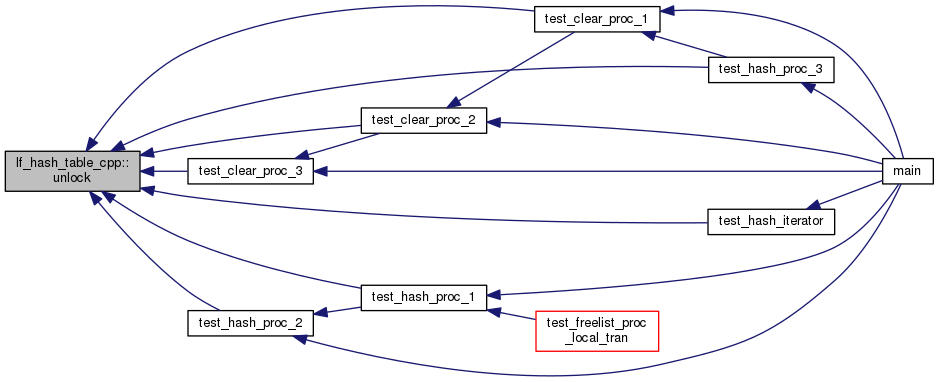 test_clear_proc_1
test_hash_proc_3
test_clear_proc_2
lf_hash_table_cpp::
unlock
test_clear_proc_3
main
test_hash_iterator
test_hash_proc_1
test_hash_proc_2
test_freelist_proc
_local_tran